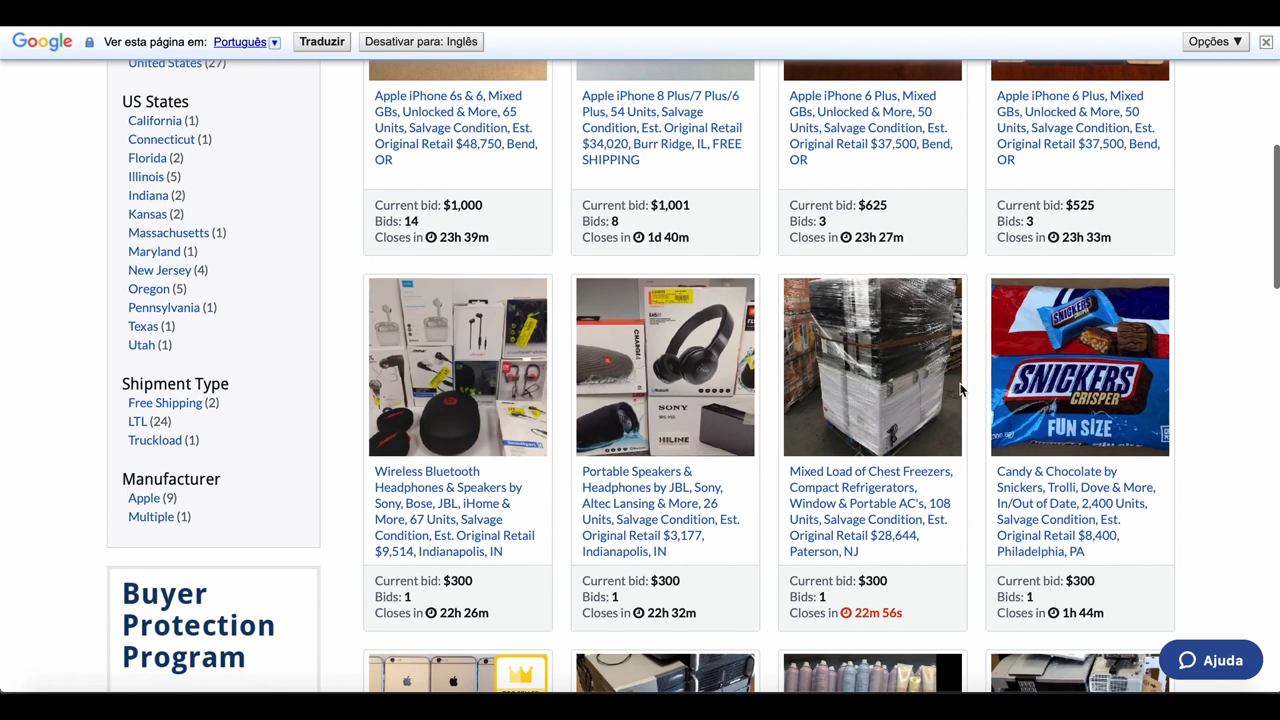 Google Ver esta página em: Português Traduzir Desativar para: Inglês Opções ▼
United States (27)
US States
California (1)
Connecticut (1)
Florida (2)
Illinois (5)
Indiana (2)
Kansas (2)
Massachusetts (1)
Maryland (1)
New Jersey (4)
Oregon (5)
Pennsylvania (1)
Texas (1)
Utah (1)
Shipment Type
Free Shipping (2)
LTL (24)
Truckload (1)
Manufacturer
Apple (9)
Multiple (1)
Buyer
Protection
Program
Apple iPhone 6s & 6, Mixed
GBs, Unlocked & More, 65
Units, Salvage Condition, Est.
Original Retail $48,750, Bend,
OR
Current bid: $1,000
Bids: 14
Closes in 23h 39m
Apple iPhone 8 Plus/7 Plus/6
Plus, 54 Units, Salvage
Condition, Est. Original Retail
$34,020, Burr Ridge, IL, FREE
SHIPPING
Current bid: $1,001
Bids: 8
Closes in 1d 40m
Apple iPhone 6 Plus, Mixed
GBs, Unlocked & More, 50
Units, Salvage Condition, Est.
Original Retail $37,500, Bend,
OR
Current bid: $625
Bids: 3
Closes in 23h 27m
Apple iPhone 6 Plus, Mixed
GBs, Unlocked & More, 50
Units, Salvage Condition, Est.
Original Retail $37,500, Bend,
OR
Current bid: $525
Bids: 3
Closes in 23h 33m
Wireless Bluetooth
Headphones & Speakers by
Sony, Bose, JBL, iHome &
More, 67 Units, Salvage
Condition, Est. Original Retail
$9,514, Indianapolis, IN
Current bid: $300
Bids: 1
Closes in 22h 26m
SONY
HILINE
Portable Speakers &
Headphones by JBL, Sony,
Altec Lansing & More, 26
Units, Salvage Condition, Est.
Original Retail $3,177,
Indianapolis, IN
Current bid: $300
Bids: 1
Closes in 22h 32m
Mixed Load of Chest Freezers,
Compact Refrigerators,
Window & Portable AC's, 108
Units, Salvage Condition, Est.
Original Retail $28,644,
Paterson, NJ
Current bid: $300
Bids: 1
Closes in 22m 56s
SNICKERS
SNICKERS
CRISPER
FUN SIZE
Candy & Chocolate by
Snickers, Trolli, Dove & More,
In/Out of Date, 2,400 Units,
Salvage Condition, Est.
Original Retail $8,400,
Philadelphia, PA
Current bid: $300
Bids: 1
Closes in 1h 44m
Ajuda